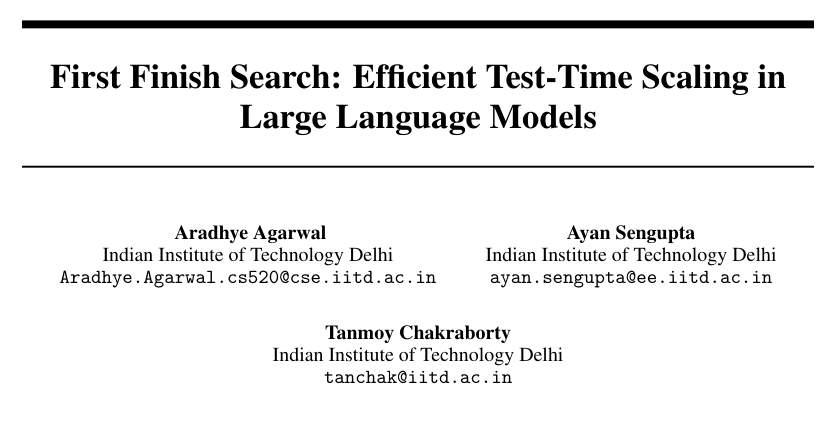 First Finish Search: Efficient Test-Time Scaling in
Large Language Models
Aradhye Agarwal
Indian Institute of Technology Delhi
Aradhye.Agarwal.cs520@cse.iitd.ac.in
Ayan Sengupta
Indian Institute of Technology Delhi
ayan.sengupta@ee.iitd.ac.in
Tanmoy Chakraborty
Indian Institute of Technology Delhi
tanchak@iitd.ac.in